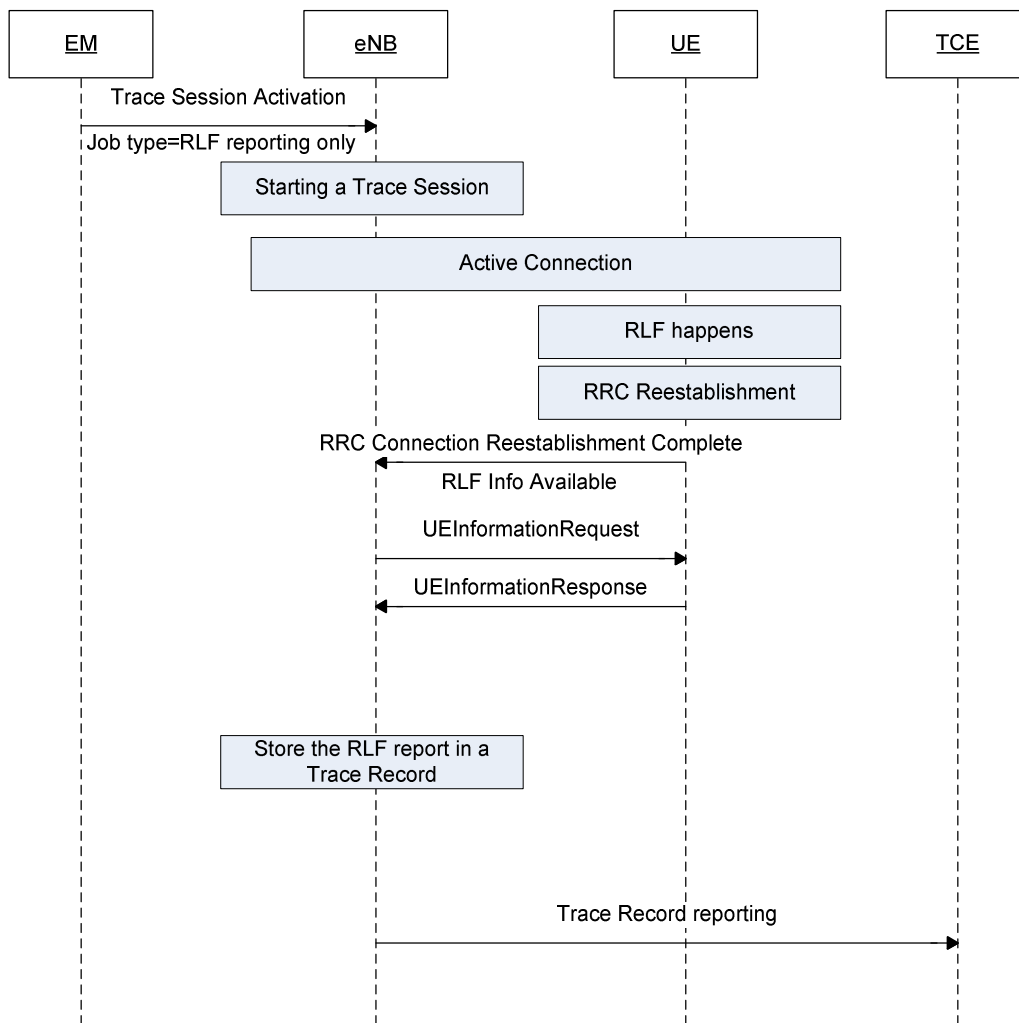 EM
eNB
UE
TCE
Trace Session Activation
Job type=RLF reporting only
Starting a Trace Session
Active Connection
RLF happens
RRC Reestablishment
RRC Connection Reestablishment Complete
RLF Info Available
UEInformationRequest
UEInformationResponse
Store the RLF report in a
Trace Record
Trace Record reporting